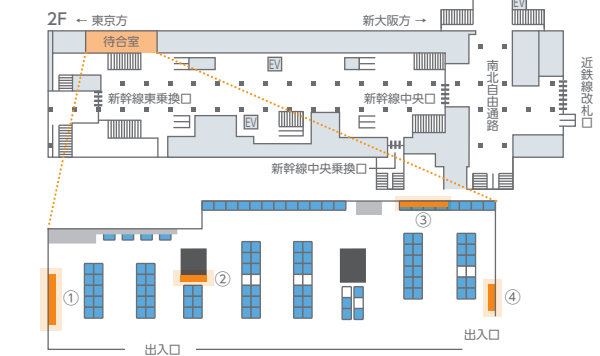 2F ← 東京方
新大阪方 →
EV
待合室
EV
南北自由通路
近鉄線改札口
新幹線東乗換口
新幹線中央口
EV
新幹線中央乗換口
③
②
①
④
出入口
出入口